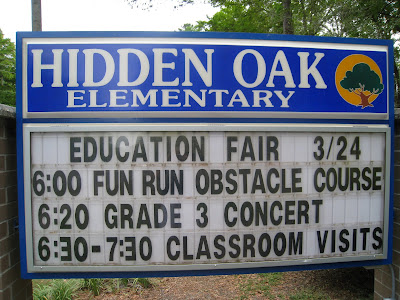 HIDDEN OAK
ELEMENTARY
EDUCATION FAIR 3/24
6:00 FUN RUN OBSTACLE COURSE
6:20 GRADE 3 CONCERT
6:30-7:30 CLASSROOM VISITS